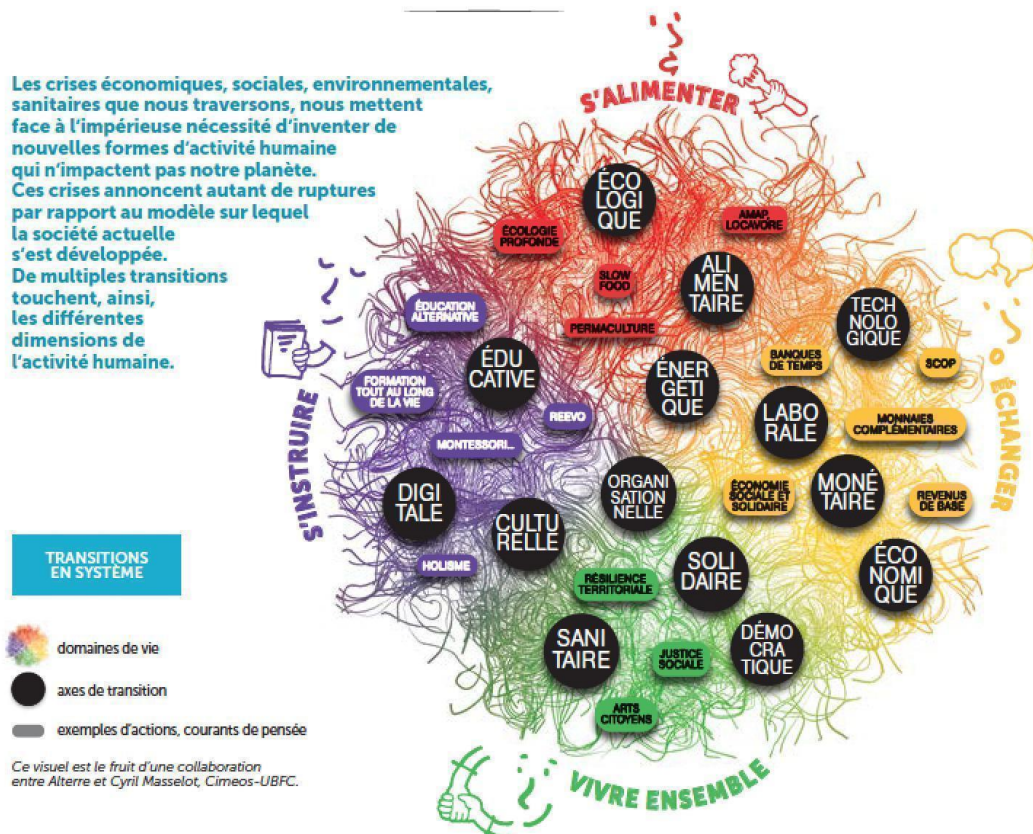 S'ALIMENTER
Les crises économiques, sociales, environnementales,
sanitaires que nous traversons, nous mettent
face à l'impérieuse nécessité d'inventer de
nouvelles formes d'activité humaine
qui n'impactent pas notre planète.
Ces crises annoncent autant de ruptures
par rapport au modèle sur lequel
la société actuelle
s'est développée.
De multiples transitions
touchent, ainsi,
les différentes
dimensions de
l'activité humaine.
ÉCO
LOGI
QUE
ÉCOLOGIE
PROFONDE
AMAP,
LOCAVORE
SLOW
FOOD
ALI
MEN
TAIRE
PERMACULTURE
ÉDUCATION
ALTERNATIVE
TECH
NOLO
GIQUE
ÉDU
CATIVE
ÉNER
GÉTI
QUE
BANQUES
DE TEMPS
SCOP
FORMATION
TOUT AU LONG
DE LA VIE
REEVO
LABO
RALE
MONNAIES
COMPLÉMENTAIRES
MONTESSORI...
S'INSTRUIRE
ÉCHANGER
DIGI
TALE
CULTU
RELLE
ORGANI
SATION
NELLE
ÉCONOMIE
SOCIALE ET
SOLIDAIRE
MONÉ
TAIRE
REVENUS
DE BASE
HOLISME
RÉSILIENCE
TERRITORIALE
SOLI
DAIRE
ÉCO
NOMI
QUE
SANI
TAIRE
JUSTICE
SOCIALE
DÉMO
CRA
TIQUE
ARTS
CITOYENS
VIVRE ENSEMBLE
TRANSITIONS
EN SYSTÈME
domaines de vie
axes de transition
exemples d'actions, courants de pensée
Ce visuel est le fruit d'une collaboration
entre Alterre et Cyril Masselot, Cimeos-UBFC.